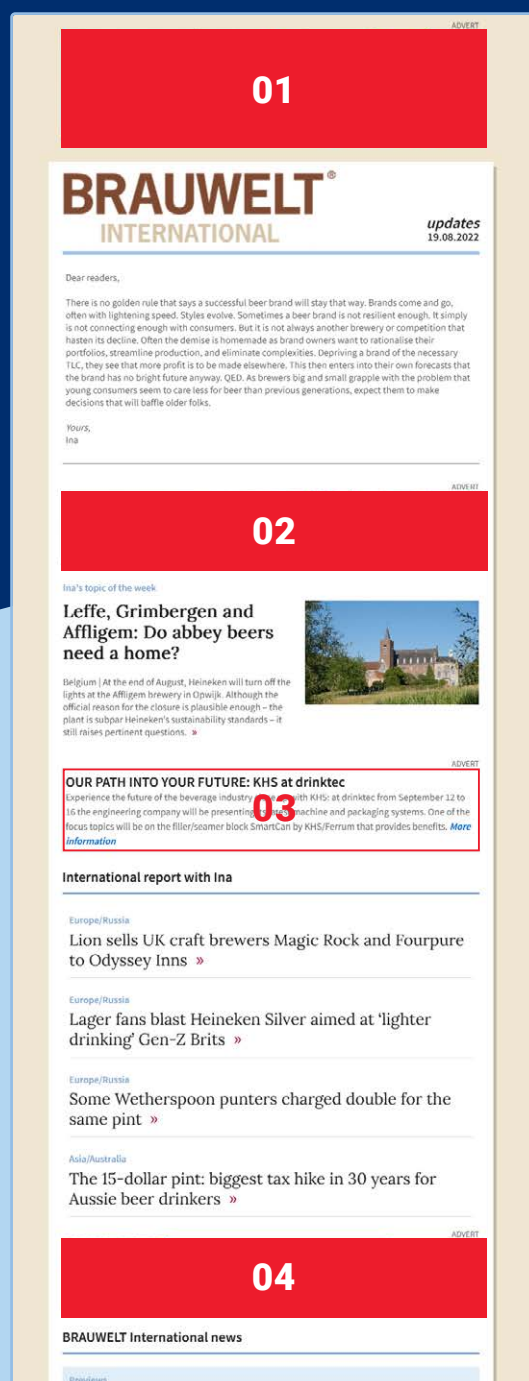 ADVERT
01
BRAUWELT®
INTERNATIONAL
updates
19.08.2022
Dear readers,
There is no golden rule that says a successful beer brand will stay that way. Brands come and go,
often with lightening speed. Styles evolve. Sometimes a beer brand is not resilient enough. It simply
is not connecting enough with consumers. But it is not always another brewery or competition that
hasten its decline. Often the demise is homemade as brand owners want to rationalise their
portfolios, streamline production, and eliminate complexities. Depriving a brand of the necessary
TLC, they see that more profit is to be made elsewhere. This then enters into their own forecasts that
the brand has no bright future anyway. QED. As brewers big and small grapple with the problem that
young consumers seem to care less for beer than previous generations, expect them to make
decisions that will baffle older folks.
Yours,
Ina
ADVERT
02
Ina's topic of the week
Leffe, Grimbergen and
Affligem: Do abbey beers
need a home?
Belgium | At the end of August, Heineken will turn off the
lights at the Affligem brewery in Opwijk. Although the
official reason for the closure is plausible enough – the
plant is subpar Heineken's sustainability standards – it
still raises pertinent questions. »
ADVERT
OUR PATH INTO YOUR FUTURE: KHS at drinktec
Experience the future of the beverage industry with KHS: at drinktec from September 12 to
16 the engineering company will be presenting machine and packaging systems. One of the
focus topics will be on the filler/seamer block SmartCan by KHS/Ferrum that provides benefits. More
information
03
International report with Ina
Europe/Russia
Lion sells UK craft brewers Magic Rock and Fourpure
to Odyssey Inns »
Europe/Russia
Lager fans blast Heineken Silver aimed at ‘lighter
drinking’ Gen-Z Brits »
Europe/Russia
Some Wetherspoon punters charged double for the
same pint »
Asia/Australia
The 15-dollar pint: biggest tax hike in 30 years for
Aussie beer drinkers »
ADVERT
04
BRAUWELT International news